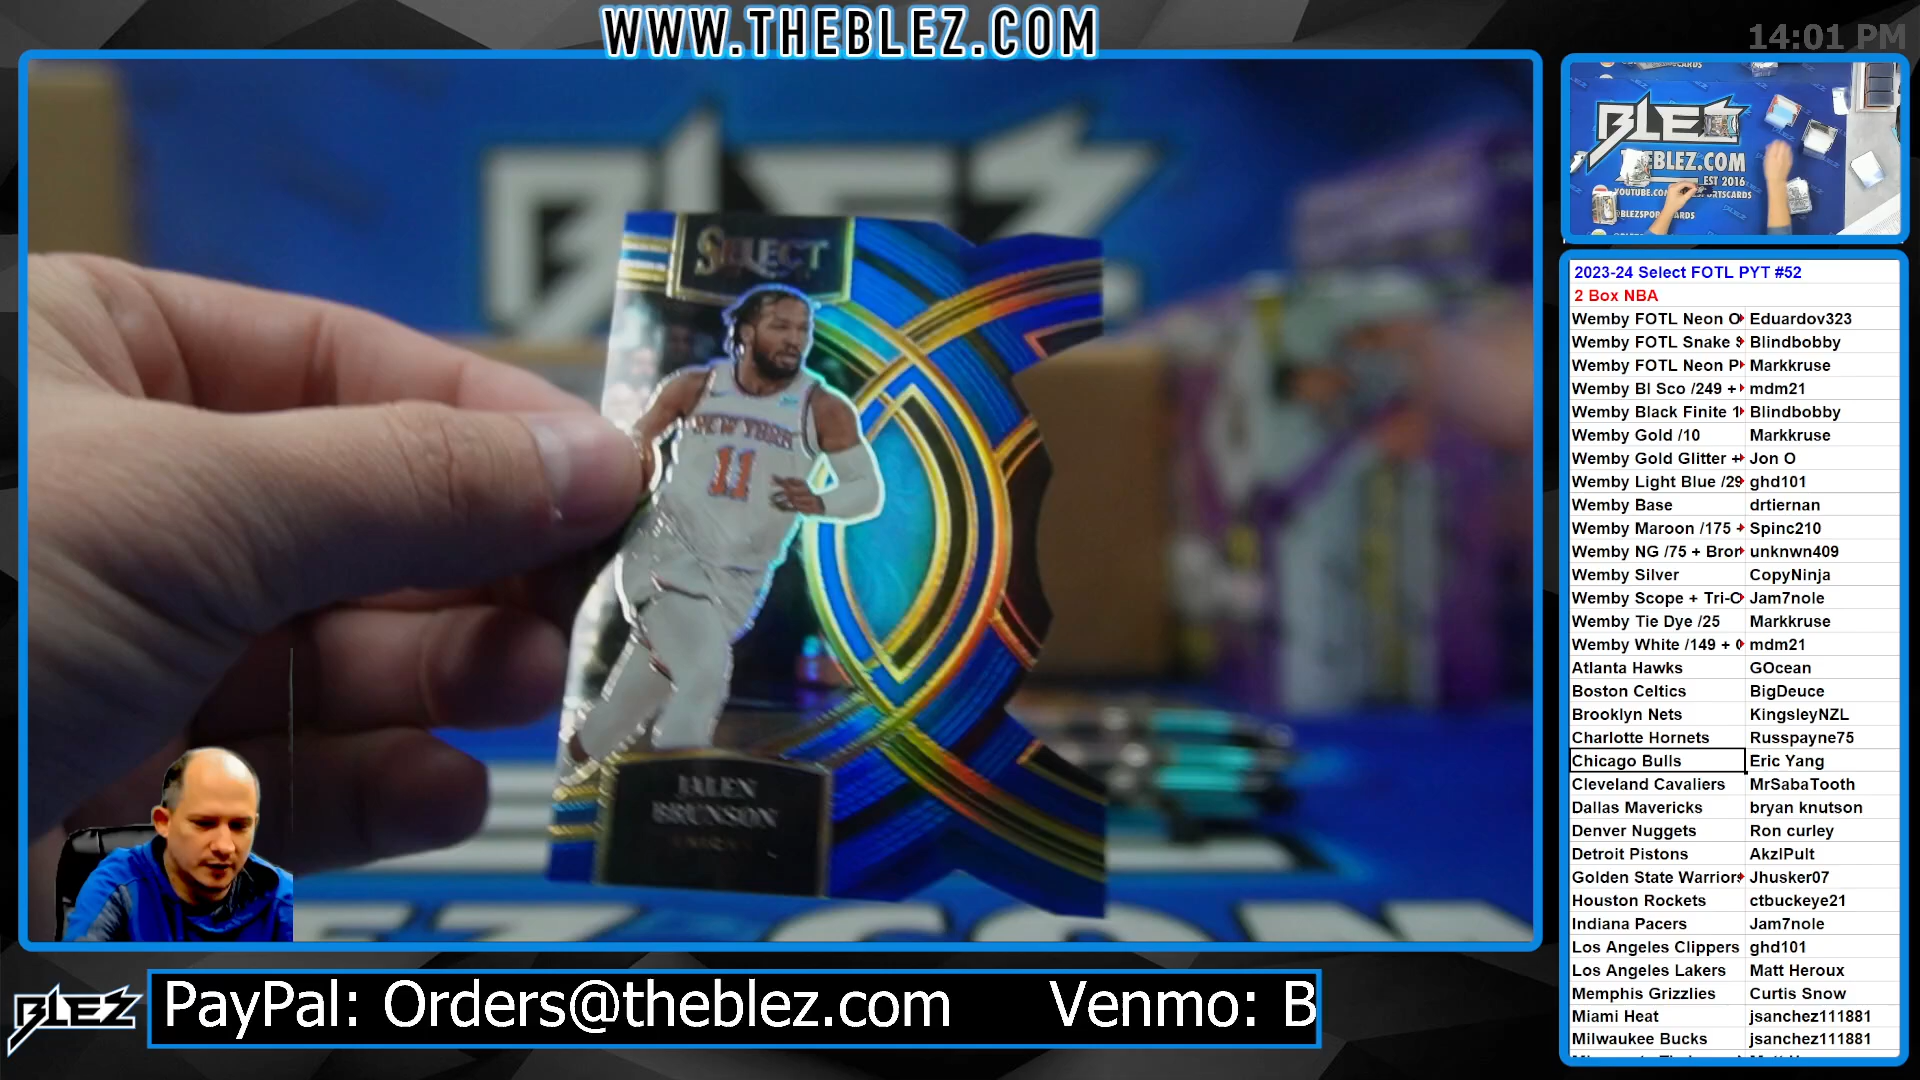 WWW.THEBLEZ.COM
14:01 PM
BLEZ
SELECT
NEW YORK
11
JALEN
BRUNSON
BLEZ
THEBLEZ.COM
EST 2016
2023-24 Select FOTL PYT #52
2 Box NBA
Wemby FOTL Neon O Eduardov323
Wemby FOTL Snake S Blindbobby
Wemby FOTL Neon P Markkruse
Wemby Bl Sco /249 + mdm21
Wemby Black Finite 1 Blindbobby
Wemby Gold /10 Markkruse
Wemby Gold Glitter + Jon O
Wemby Light Blue /29 ghd101
Wemby Base drtiernan
Wemby Maroon /175 + Spinc210
Wemby NG /75 + Bron unknwn409
Wemby Silver CopyNinja
Wemby Scope + Tri-C Jam7nole
Wemby Tie Dye /25 Markkruse
Wemby White /149 + mdm21
Atlanta Hawks GOcean
Boston Celtics BigDeuce
Brooklyn Nets KingsleyNZL
Charlotte Hornets Russpayne75
Chicago Bulls Eric Yang
Cleveland Cavaliers MrSabaTooth
Dallas Mavericks bryan knutson
Denver Nuggets Ron curley
Detroit Pistons AkzlPult
Golden State Warriors Jhusker07
Houston Rockets ctbuckeye21
Indiana Pacers Jam7nole
Los Angeles Clippers ghd101
Los Angeles Lakers Matt Heroux
Memphis Grizzlies Curtis Snow
Miami Heat jsanchez111881
Milwaukee Bucks jsanchez111881
BLEZ
PayPal: Orders@theblez.com Venmo: B